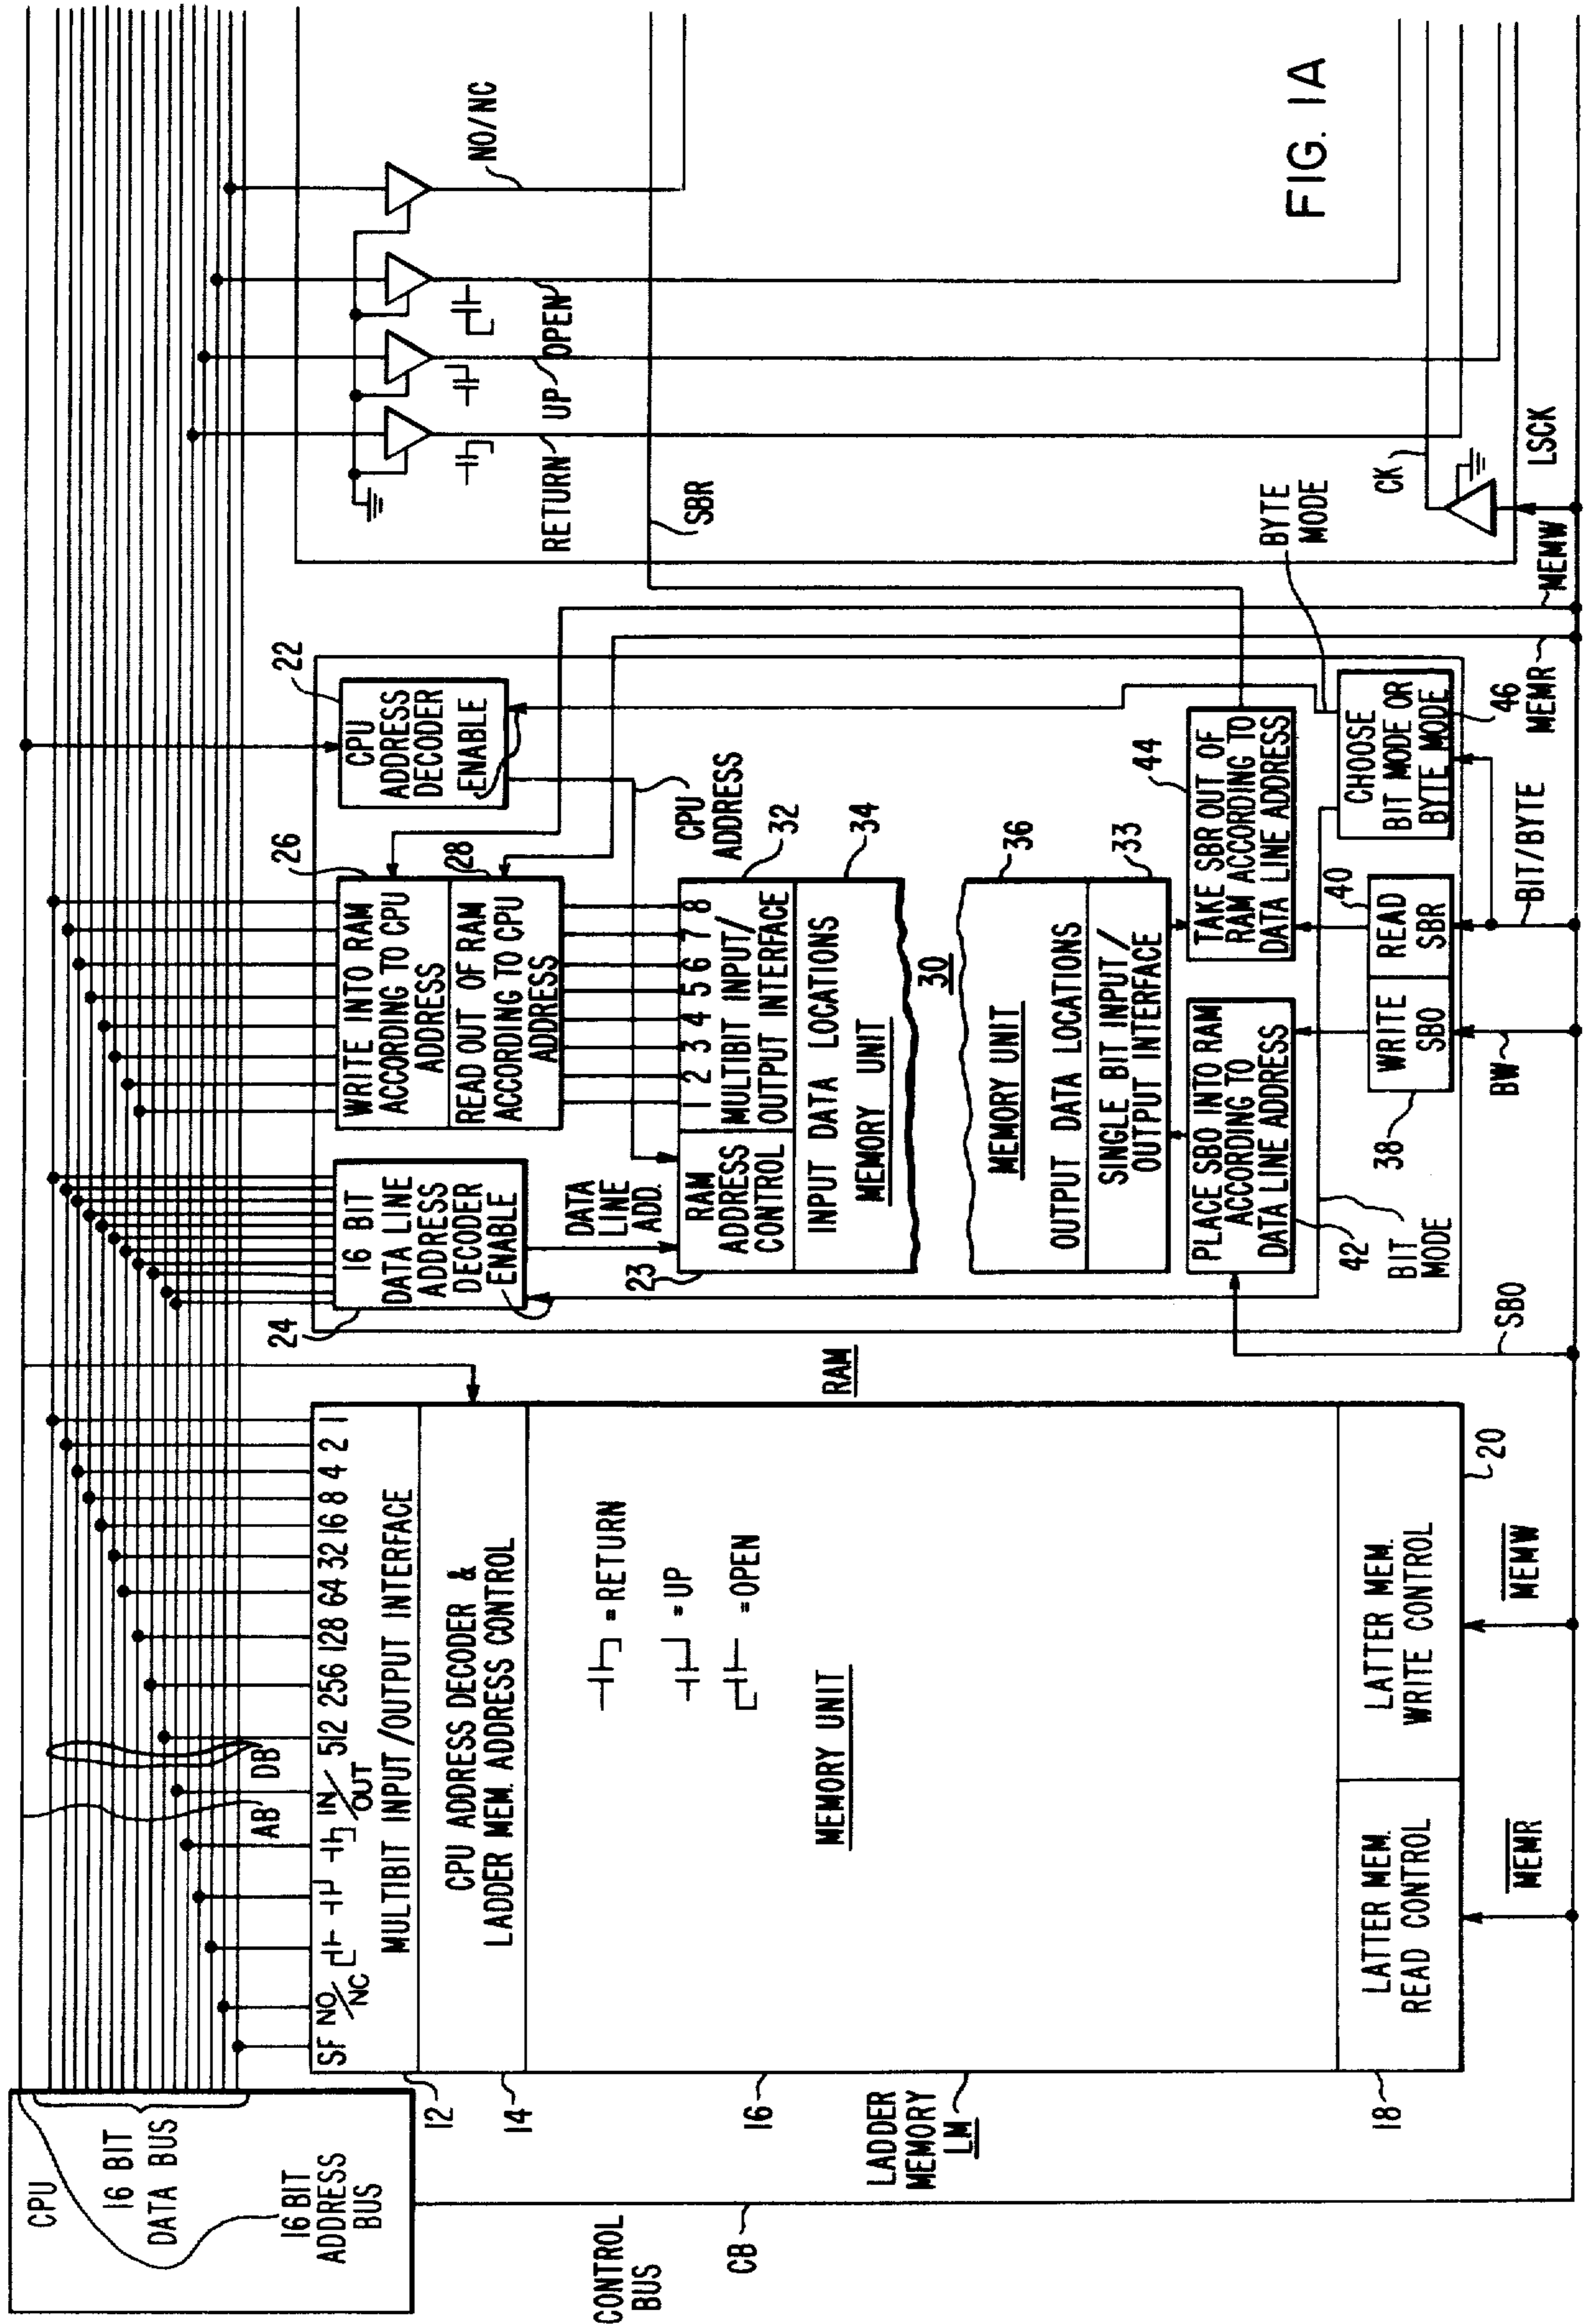 CPU
16 BIT
DATA BUS
16 BIT
ADDRESS
BUS
CONTROL
BUS
CB
AB
DB
SF
NO/NC
IN/OUT
512 256 128 64 32 16 8 4 2 1
MULTIBIT INPUT/OUTPUT INTERFACE
12
CPU ADDRESS DECODER &
LADDER MEM. ADDRESS CONTROL
14
=RETURN
=UP
=OPEN
MEMORY UNIT
16
LADDER
MEMORY
LM
LATTER MEM.
READ CONTROL
18
LATTER MEM.
WRITE CONTROL
20
MEMR
MEMW
RAM
24
16 BIT
DATA LINE
ADDRESS
DECODER
ENABLE
DATA
LINE
ADD.
26
WRITE INTO RAM
ACCORDING TO CPU
ADDRESS
28
READ OUT OF RAM
ACCORDING TO CPU
ADDRESS
22
CPU
ADDRESS
DECODER
ENABLE
CPU
ADDRESS
23
RAM
ADDRESS
CONTROL
1 2 3 4 5 6 7 8
MULTIBIT INPUT/
OUTPUT INTERFACE
32
INPUT DATA LOCATIONS
34
MEMORY UNIT
30
MEMORY UNIT
36
OUTPUT DATA LOCATIONS
SINGLE BIT INPUT/
OUTPUT INTERFACE
33
PLACE SBO INTO RAM
ACCORDING TO
DATA LINE ADDRESS
42
TAKE SBR OUT OF
RAM ACCORDING TO
DATA LINE ADDRESS
44
WRITE
SBO
38
READ
SBR
40
CHOOSE
BIT MODE OR
BYTE MODE
46
BIT
MODE
BYTE
MODE
SBO
BW
BIT/BYTE
MEMR
MEMW
LSCK
CK
SBR
RETURN
UP
OPEN
NO/NC
FIG. 1A